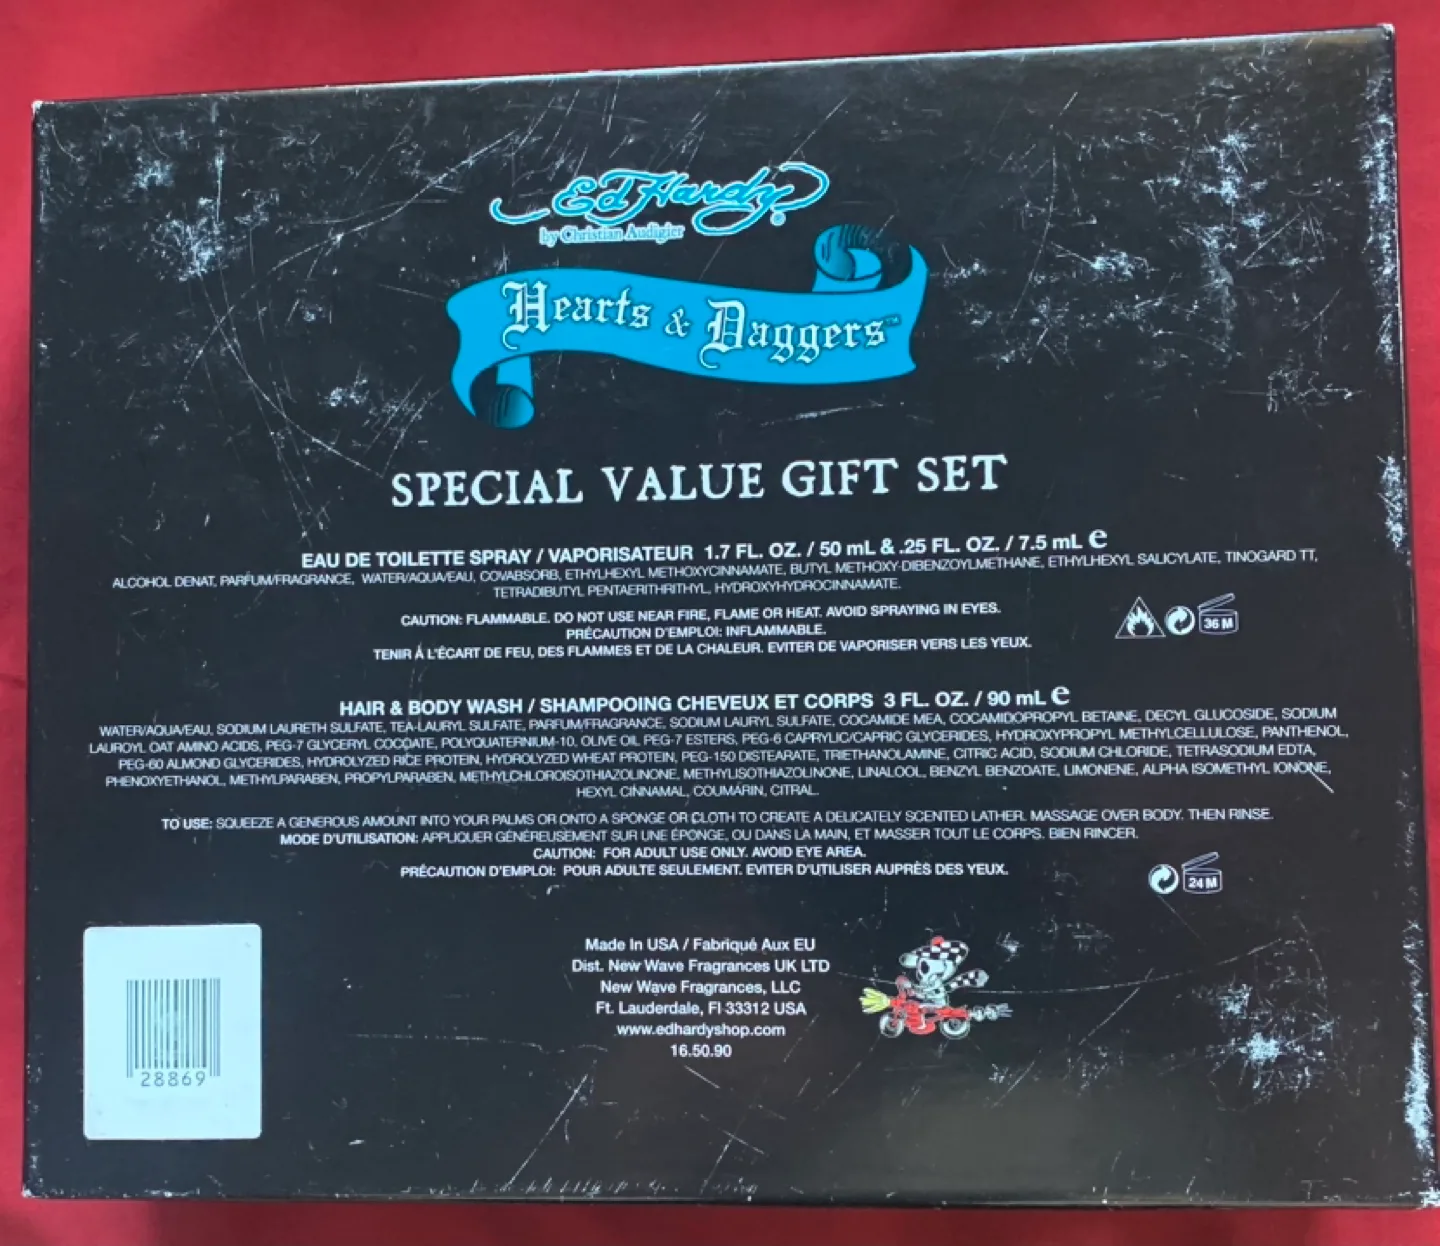 Ed Hardy®
by Christian Audigier
Hearts & Daggers™
SPECIAL VALUE GIFT SET
EAU DE TOILETTE SPRAY / VAPORISATEUR 1.7 FL. OZ. / 50 mL & .25 FL. OZ. / 7.5 mL e
ALCOHOL DENAT, PARFUM/FRAGRANCE, WATER/AQUA/EAU, COVABSORB, ETHYLHEXYL METHOXYCINNAMATE, BUTYL METHOXY-DIBENZOYLMETHANE, ETHYLHEXYL SALICYLATE, TINOGARD TT,
TETRADIBUTYL PENTAERITHRITHYL, HYDROXYHYDROCINNAMATE.
CAUTION: FLAMMABLE. DO NOT USE NEAR FIRE, FLAME OR HEAT. AVOID SPRAYING IN EYES.
PRÉCAUTION D'EMPLOI: INFLAMMABLE.
TENIR Á L'ÉCART DE FEU, DES FLAMMES ET DE LA CHALEUR. EVITER DE VAPORISER VERS LES YEUX.
36 M
HAIR & BODY WASH / SHAMPOOING CHEVEUX ET CORPS 3 FL. OZ. / 90 mL e
WATER/AQUA/EAU, SODIUM LAURETH SULFATE, TEA-LAURYL SULFATE, PARFUM/FRAGRANCE, SODIUM LAURYL SULFATE, COCAMIDE MEA, COCAMIDOPROPYL BETAINE, DECYL GLUCOSIDE, SODIUM
LAUROYL OAT AMINO ACIDS, PEG-7 GLYCERYL COCOATE, POLYQUATERNIUM-10, OLIVE OIL PEG-7 ESTERS, PEG-6 CAPRYLIC/CAPRIC GLYCERIDES, HYDROXYPROPYL METHYLCELLULOSE, PANTHENOL,
PEG-60 ALMOND GLYCERIDES, HYDROLYZED RICE PROTEIN, HYDROLYZED WHEAT PROTEIN, PEG-150 DISTEARATE, TRIETHANOLAMINE, CITRIC ACID, SODIUM CHLORIDE, TETRASODIUM EDTA,
PHENOXYETHANOL, METHYLPARABEN, PROPYLPARABEN, METHYLCHLOROISOTHIAZOLINONE, METHYLISOTHIAZOLINONE, LINALOOL, BENZYL BENZOATE, LIMONENE, ALPHA ISOMETHYL IONONE,
HEXYL CINNAMAL, COUMARIN, CITRAL.
TO USE: SQUEEZE A GENEROUS AMOUNT INTO YOUR PALMS OR ONTO A SPONGE OR CLOTH TO CREATE A DELICATELY SCENTED LATHER. MASSAGE OVER BODY. THEN RINSE.
MODE D'UTILISATION: APPLIQUER GÉNÉREUSEMENT SUR UNE ÉPONGE, OU DANS LA MAIN, ET MASSER TOUT LE CORPS. BIEN RINCER.
CAUTION: FOR ADULT USE ONLY. AVOID EYE AREA.
PRÉCAUTION D'EMPLOI: POUR ADULTE SEULEMENT. EVITER D'UTILISER AUPRÈS DES YEUX.
24 M
Made In USA / Fabriqué Aux EU
Dist. New Wave Fragrances UK LTD
New Wave Fragrances, LLC
Ft. Lauderdale, Fl 33312 USA
www.edhardyshop.com
16.50.90
28869